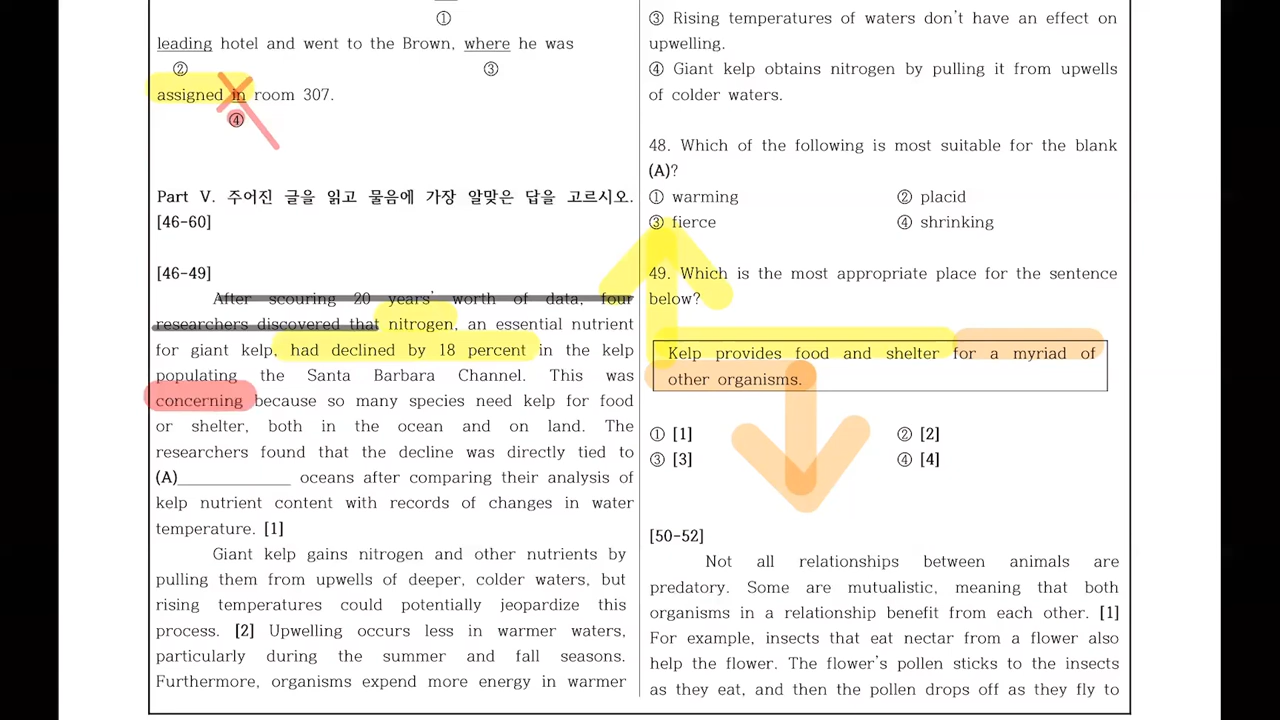 ①
leading hotel and went to the Brown, where he was
② ③
assigned in room 307.
④
Part V. 주어진 글을 읽고 물음에 가장 알맞은 답을 고르시오.
[46-60]
[46-49]
After scouring 20 years' worth of data, four
researchers discovered that nitrogen, an essential nutrient
for giant kelp, had declined by 18 percent in the kelp
populating the Santa Barbara Channel. This was
concerning because so many species need kelp for food
or shelter, both in the ocean and on land. The
researchers found that the decline was directly tied to
(A)____________ oceans after comparing their analysis of
kelp nutrient content with records of changes in water
temperature. [1]
Giant kelp gains nitrogen and other nutrients by
pulling them from upwells of deeper, colder waters, but
rising temperatures could potentially jeopardize this
process. [2] Upwelling occurs less in warmer waters,
particularly during the summer and fall seasons.
Furthermore, organisms expend more energy in warmer
③ Rising temperatures of waters don't have an effect on
upwelling.
④ Giant kelp obtains nitrogen by pulling it from upwells
of colder waters.
48. Which of the following is most suitable for the blank
(A)?
① warming ② placid
③ fierce ④ shrinking
49. Which is the most appropriate place for the sentence
below?
Kelp provides food and shelter for a myriad of
other organisms.
① [1] ② [2]
③ [3] ④ [4]
[50-52]
Not all relationships between animals are
predatory. Some are mutualistic, meaning that both
organisms in a relationship benefit from each other. [1]
For example, insects that eat nectar from a flower also
help the flower. The flower's pollen sticks to the insects
as they eat, and then the pollen drops off as they fly to